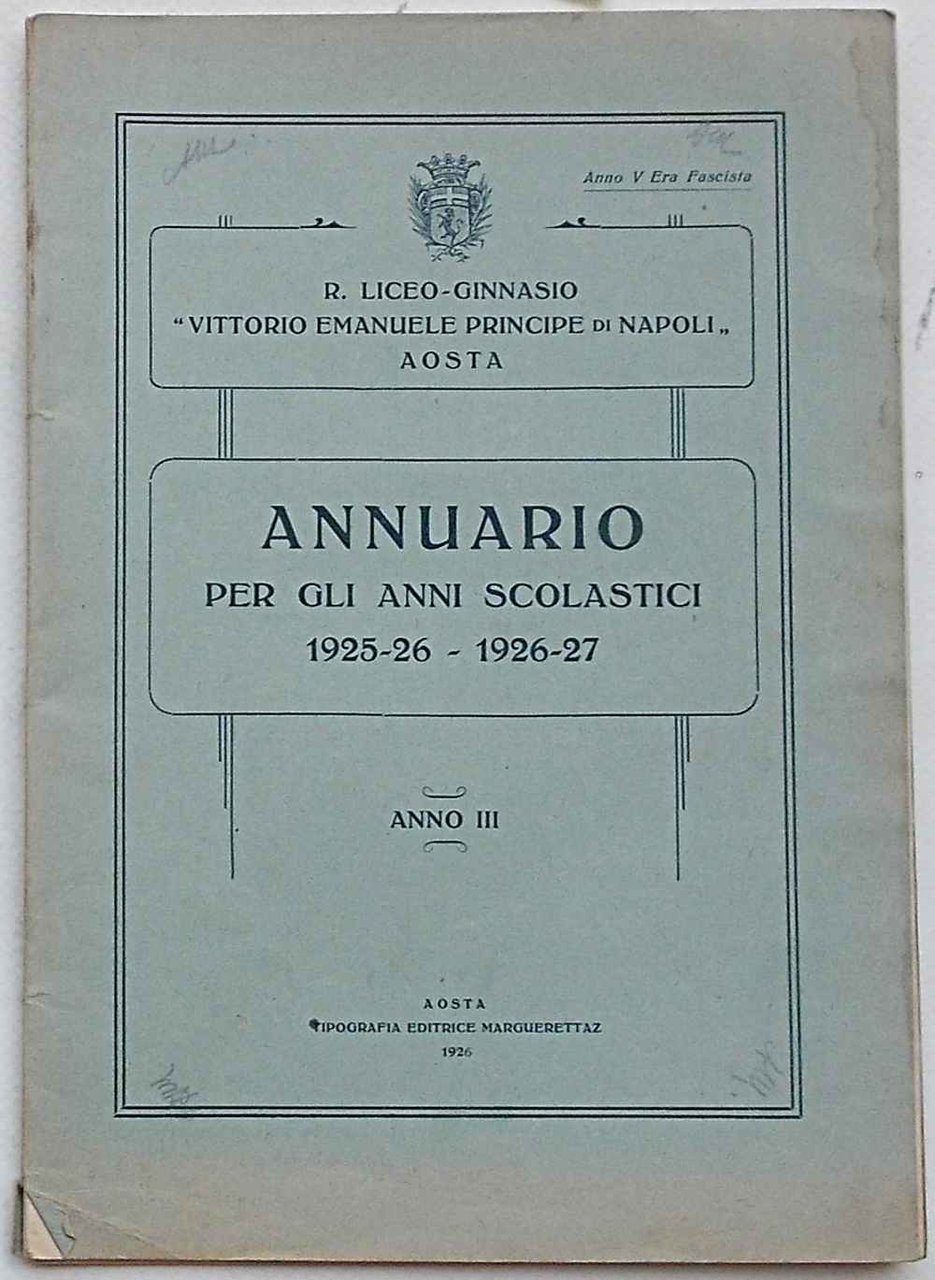 Anno V Era Fascista
R. LICEO-GINNASIO
“VITTORIO EMANUELE PRINCIPE DI NAPOLI„
AOSTA
ANNUARIO
PER GLI ANNI SCOLASTICI
1925-26 - 1926-27
ANNO III
AOSTA
TIPOGRAFIA EDITRICE MARGUERETTAZ
1926